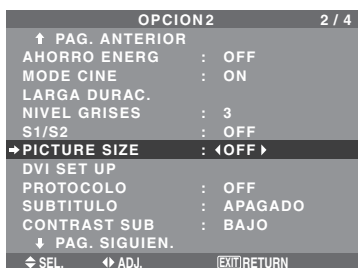 OPCION2 2 / 4
↑ PAG. ANTERIOR
AHORRO ENERG : OFF
MODE CINE : ON
LARGA DURAC.
NIVEL GRISES : 3
S1/S2 : OFF
→ PICTURE SIZE : ◂OFF▸
DVI SET UP
PROTOCOLO : OFF
SUBTITULO : APAGADO
CONTRAST SUB : BAJO
↓ PAG. SIGUIEN.
SEL. ADJ. EXIT RETURN